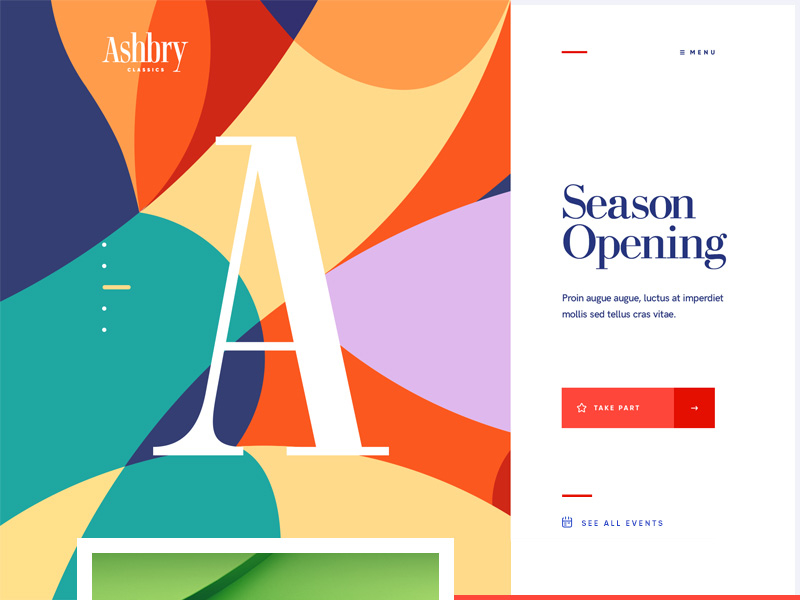 Ashbry
CLASSICS
MENU
A
Season
Opening
Proin augue augue, luctus at imperdiet
mollis sed tellus cras vitae.
TAKE PART
SEE ALL EVENTS